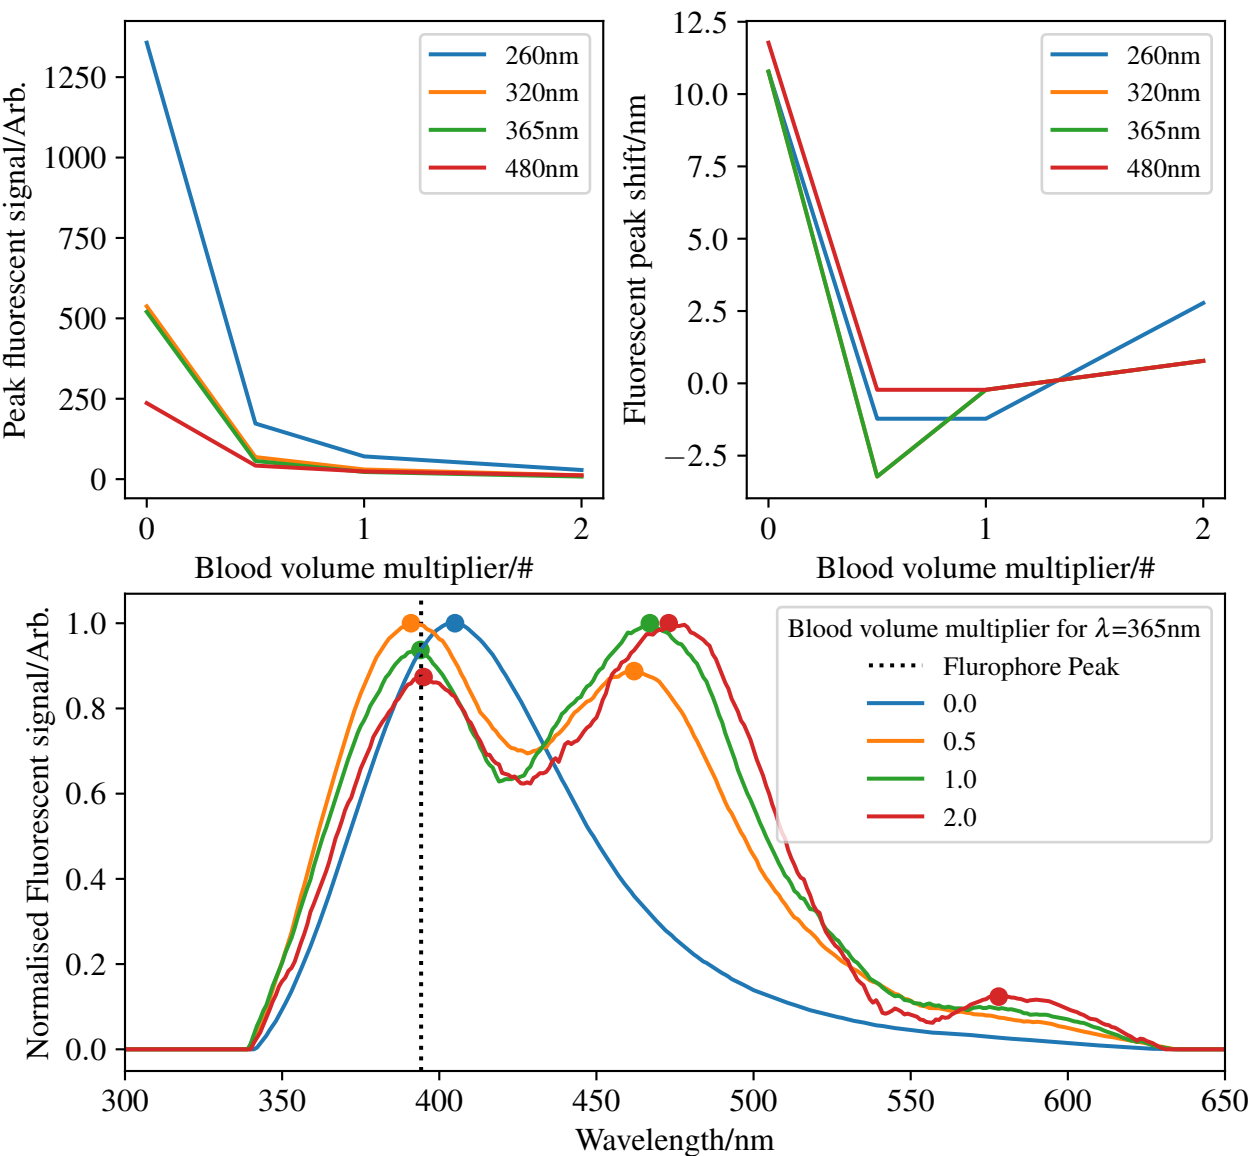 Peak fluorescent signal/Arb.
1250
1000
750
500
250
0
0
1
2
Blood volume multiplier/#
260nm
320nm
365nm
480nm
Fluorescent peak shift/nm
12.5
10.0
7.5
5.0
2.5
0.0
−2.5
0
1
2
Blood volume multiplier/#
260nm
320nm
365nm
480nm
Normalised Fluorescent signal/Arb.
1.0
0.8
0.6
0.4
0.2
0.0
300
350
400
450
500
550
600
650
Wavelength/nm
Blood volume multiplier for λ=365nm
Flurophore Peak
0.0
0.5
1.0
2.0